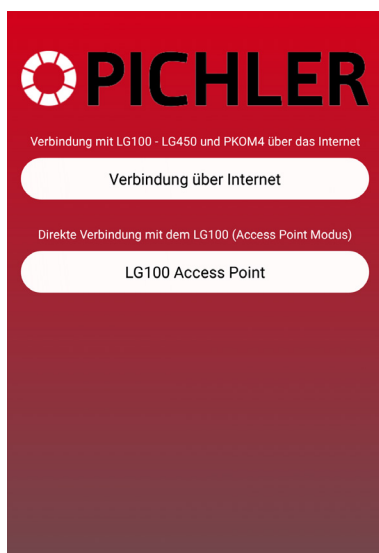 PICHLER
Verbindung mit LG100 - LG450 und PKOM4 über das Internet
Verbindung über Internet
Direkte Verbindung mit dem LG100 (Access Point Modus)
LG100 Access Point